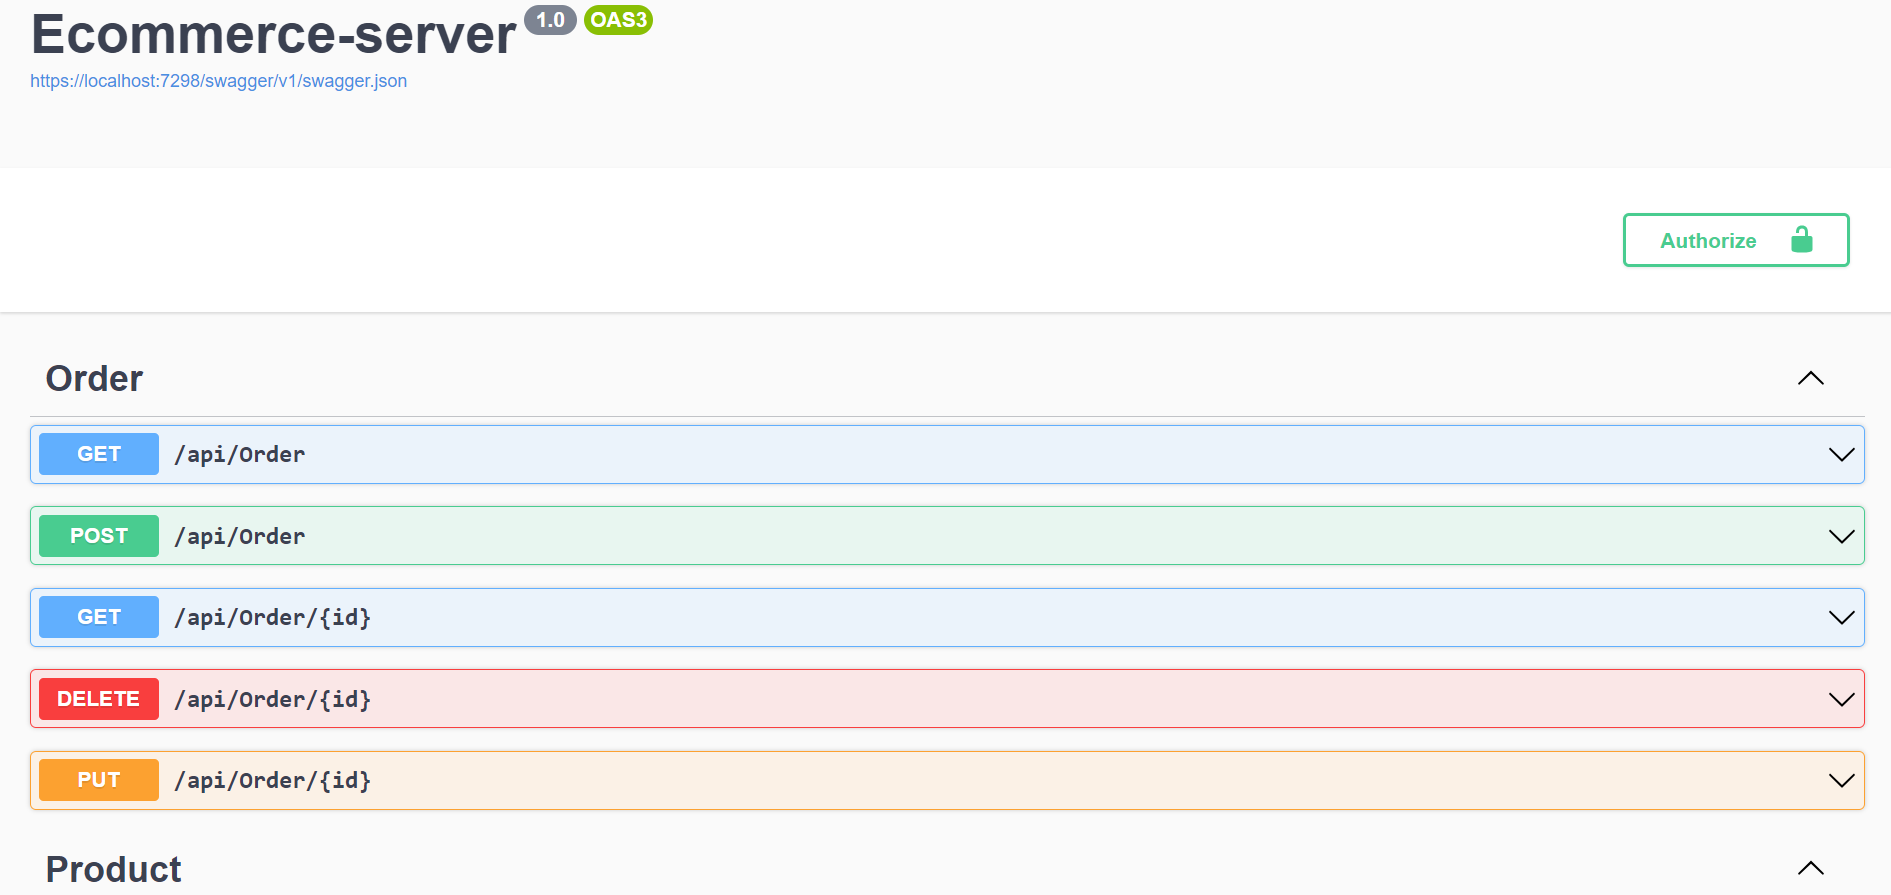 Ecommerce-server 1.0 OAS3
https://localhost:7298/swagger/v1/swagger.json
Authorize
Order
GET /api/Order
POST /api/Order
GET /api/Order/{id}
DELETE /api/Order/{id}
PUT /api/Order/{id}
Product